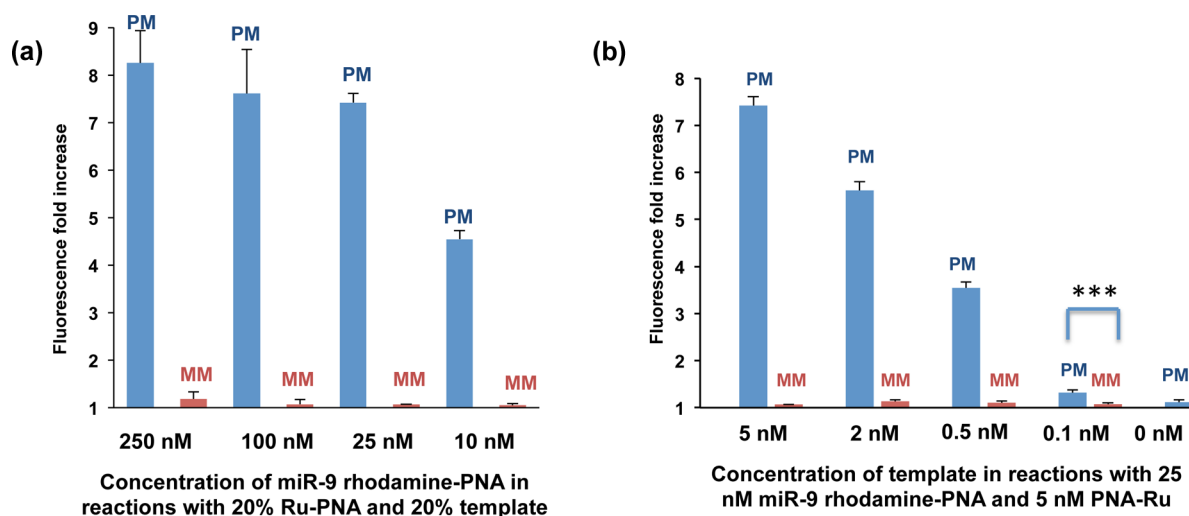 (a)
Fluorescence fold increase
9
8
7
6
5
4
3
2
1
PM
PM
PM
PM
MM
MM
MM
MM
250 nM 100 nM 25 nM 10 nM
Concentration of miR-9 rhodamine-PNA in
reactions with 20% Ru-PNA and 20% template
(b)
Fluorescence fold increase
8
7
6
5
4
3
2
1
PM
PM
PM
***
PM
PM
MM
MM
MM
MM
5 nM 2 nM 0.5 nM 0.1 nM 0 nM
Concentration of template in reactions with 25
nM miR-9 rhodamine-PNA and 5 nM PNA-Ru